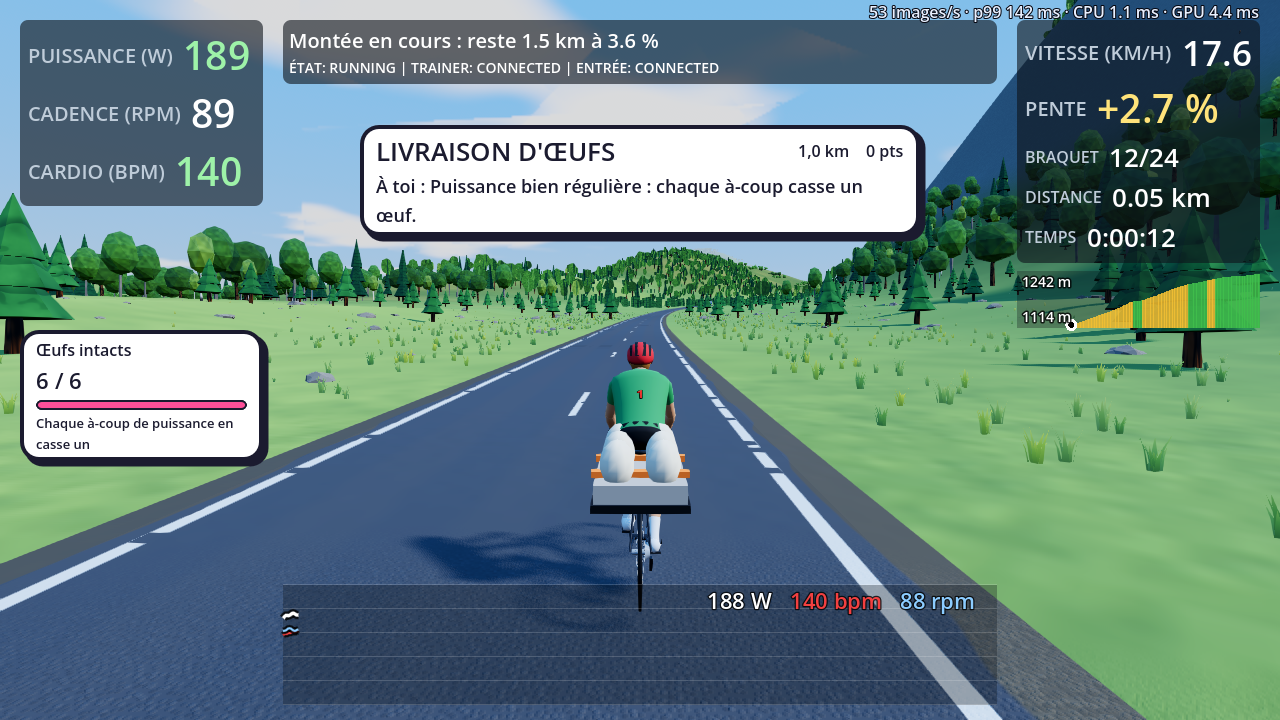 53 images/s · p99 142 ms · CPU 1.1 ms · GPU 4.4 ms
PUISSANCE (W) 189
CADENCE (RPM) 89
CARDIO (BPM) 140
Montée en cours : reste 1.5 km à 3.6 %
ÉTAT: RUNNING | TRAINER: CONNECTED | ENTRÉE: CONNECTED
VITESSE (KM/H) 17.6
PENTE +2.7 %
BRAQUET 12/24
DISTANCE 0.05 km
TEMPS 0:00:12
1242 m
1114 m
LIVRAISON D'ŒUFS 1,0 km 0 pts
À toi : Puissance bien régulière : chaque à-coup casse un
œuf.
Œufs intacts
6 / 6
Chaque à-coup de puissance en
casse un
1
188 W 140 bpm 88 rpm